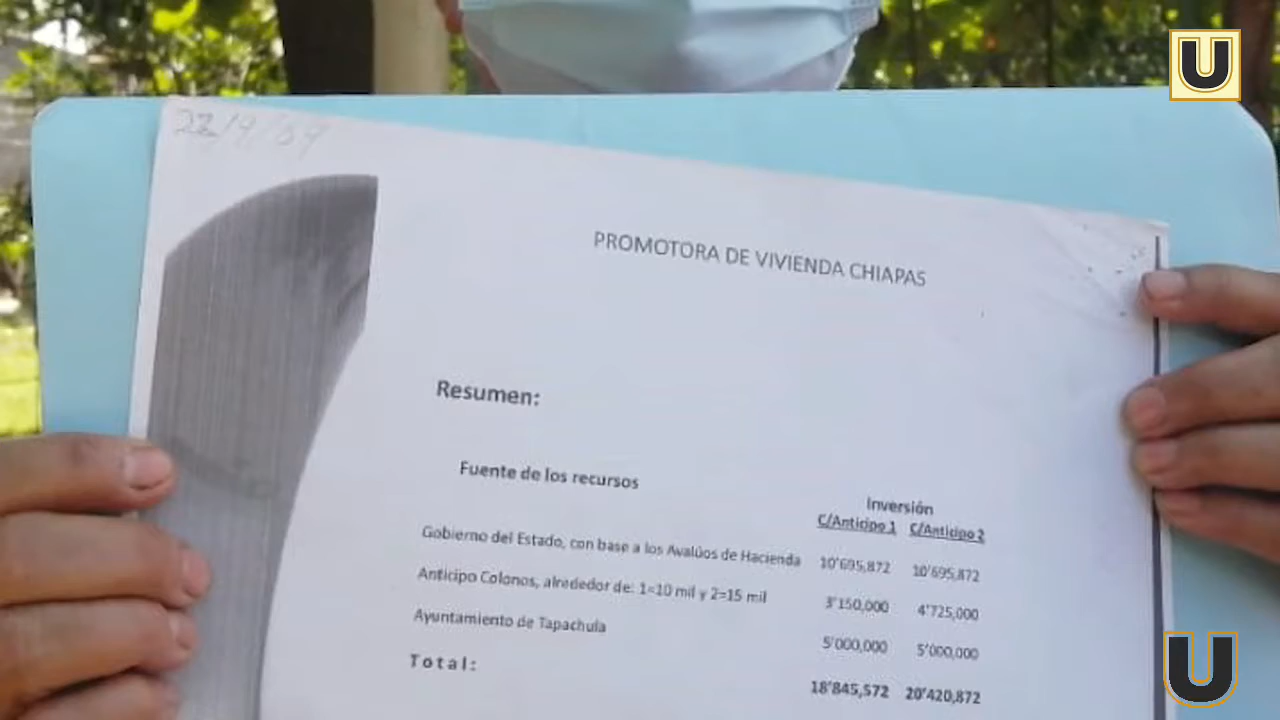 U
22/9/
PROMOTORA DE VIVIENDA CHIAPAS
Resumen:
Fuente de los recursos
Inversión
C/Anticipo 1 C/Anticipo 2
Gobierno del Estado, con base a los Avalúos de Hacienda 10'695,872 10'695,872
Anticipo Colonos, alrededor de: 1=10 mil y 2=15 mil 3'150,000 4'725,000
Ayuntamiento de Tapachula 5'000,000 5'000,000
Total: 18'845,572 20'420,872
U